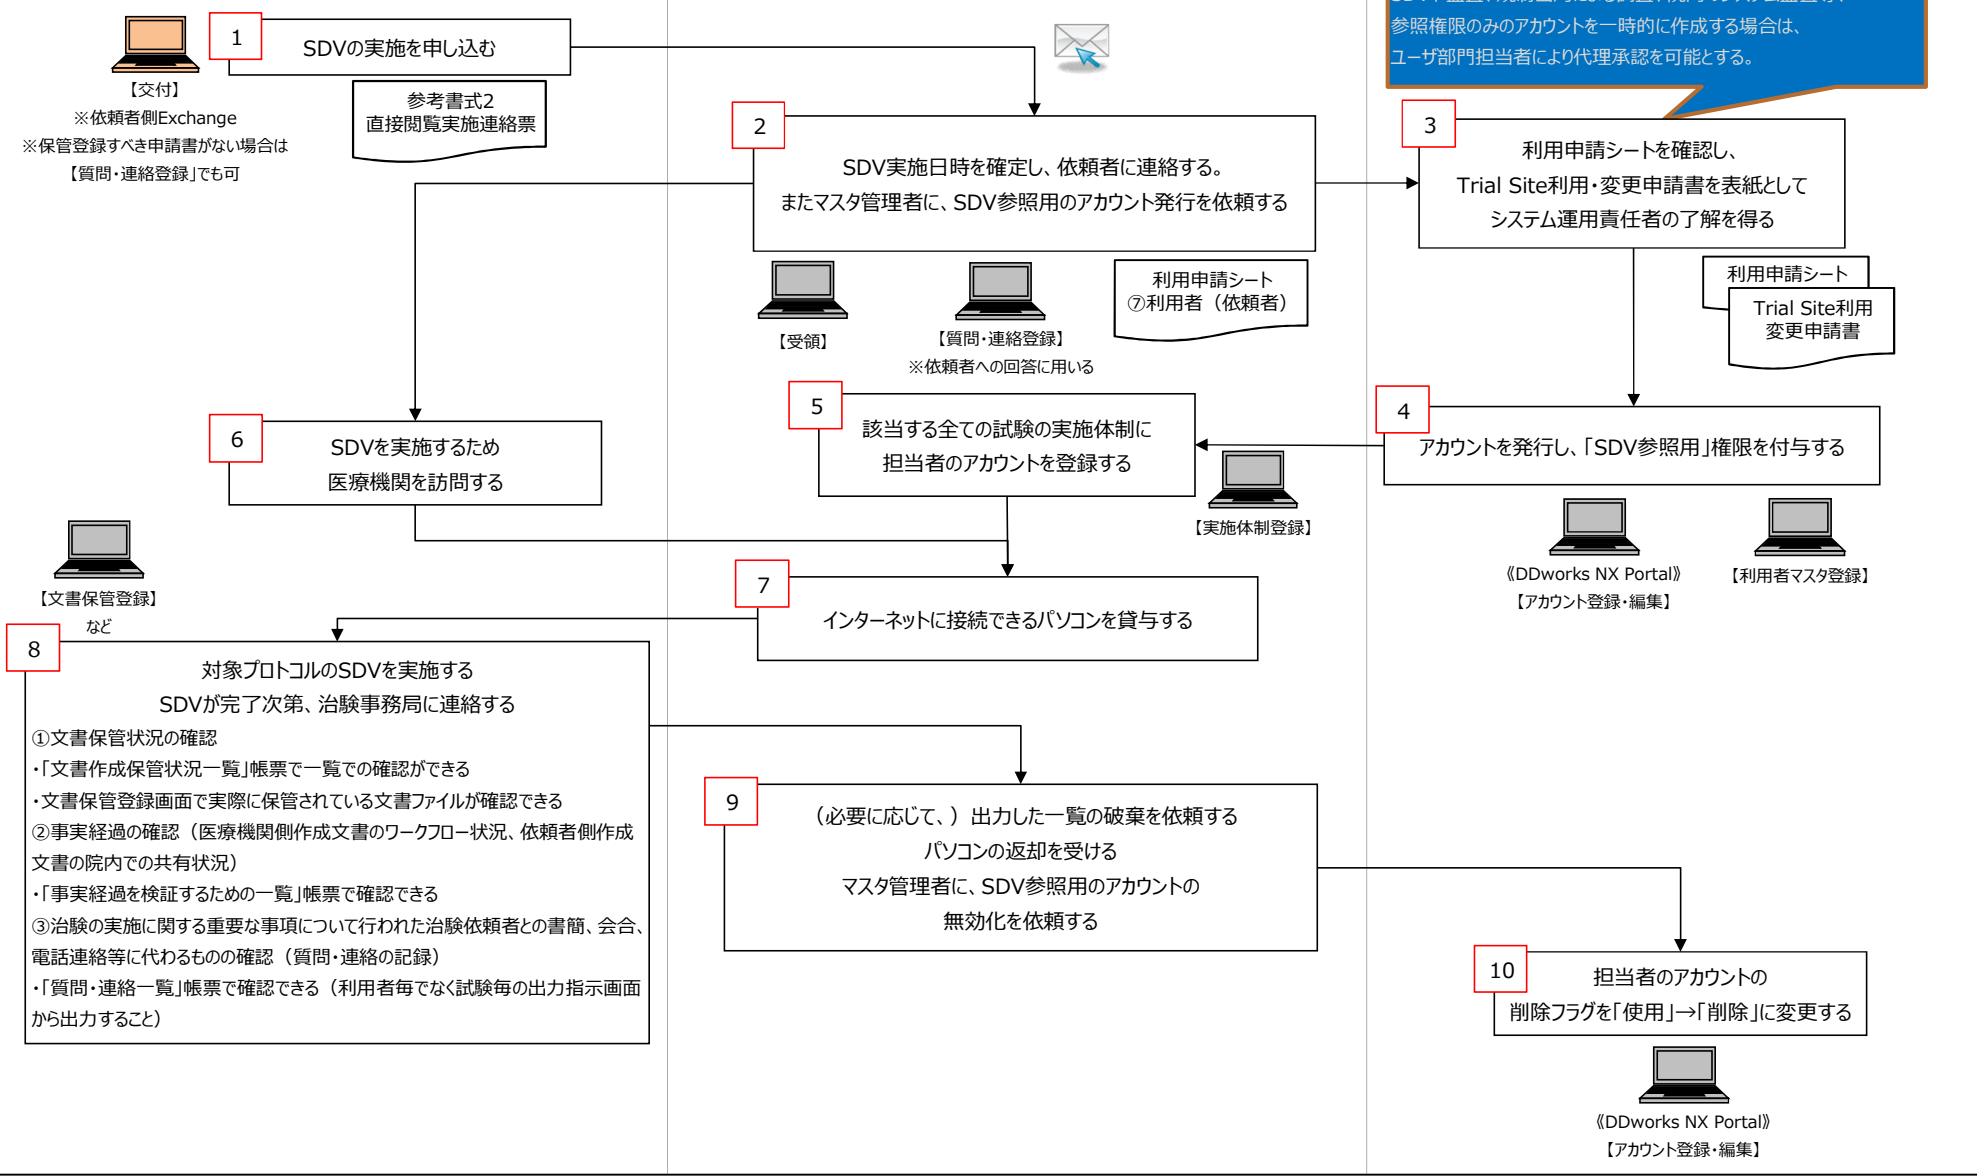 参照権限のみのアカウントを一時的に作成する場合は、
ユーザ部門担当者により代理承認を可能とする。
1
SDVの実施を申し込む
【交付】
※依頼者側Exchange
※保管登録すべき申請書がない場合は
【質問・連絡登録】でも可
参考書式2
直接閲覧実施連絡票
2
SDV実施日時を確定し、依頼者に連絡する。
またマスタ管理者に、SDV参照用のアカウント発行を依頼する
【受領】
【質問・連絡登録】
※依頼者への回答に用いる
利用申請シート
⑦利用者（依頼者）
3
利用申請シートを確認し、
Trial Site利用・変更申請書を表紙として
システム運用責任者の了解を得る
利用申請シート
Trial Site利用
変更申請書
4
アカウントを発行し、「SDV参照用」権限を付与する
《DDworks NX Portal》
【アカウント登録・編集】
【利用者マスタ登録】
5
該当する全ての試験の実施体制に
担当者のアカウントを登録する
【実施体制登録】
6
SDVを実施するため
医療機関を訪問する
7
インターネットに接続できるパソコンを貸与する
【文書保管登録】
など
8
対象プロトコルのSDVを実施する
SDVが完了次第、治験事務局に連絡する
①文書保管状況の確認
・「文書作成保管状況一覧」帳票で一覧での確認ができる
・文書保管登録画面で実際に保管されている文書ファイルが確認できる
②事実経過の確認（医療機関側作成文書のワークフロー状況、依頼者側作成
文書の院内での共有状況）
・「事実経過を検証するための一覧」帳票で確認できる
③治験の実施に関する重要な事項について行われた治験依頼者との書簡、会合、
電話連絡等に代わるものの確認（質問・連絡の記録）
・「質問・連絡一覧」帳票で確認できる（利用者毎でなく試験毎の出力指示画面
から出力すること）
9
（必要に応じて、）出力した一覧の破棄を依頼する
パソコンの返却を受ける
マスタ管理者に、SDV参照用のアカウントの
無効化を依頼する
10
担当者のアカウントの
削除フラグを「使用」→「削除」に変更する
《DDworks NX Portal》
【アカウント登録・編集】